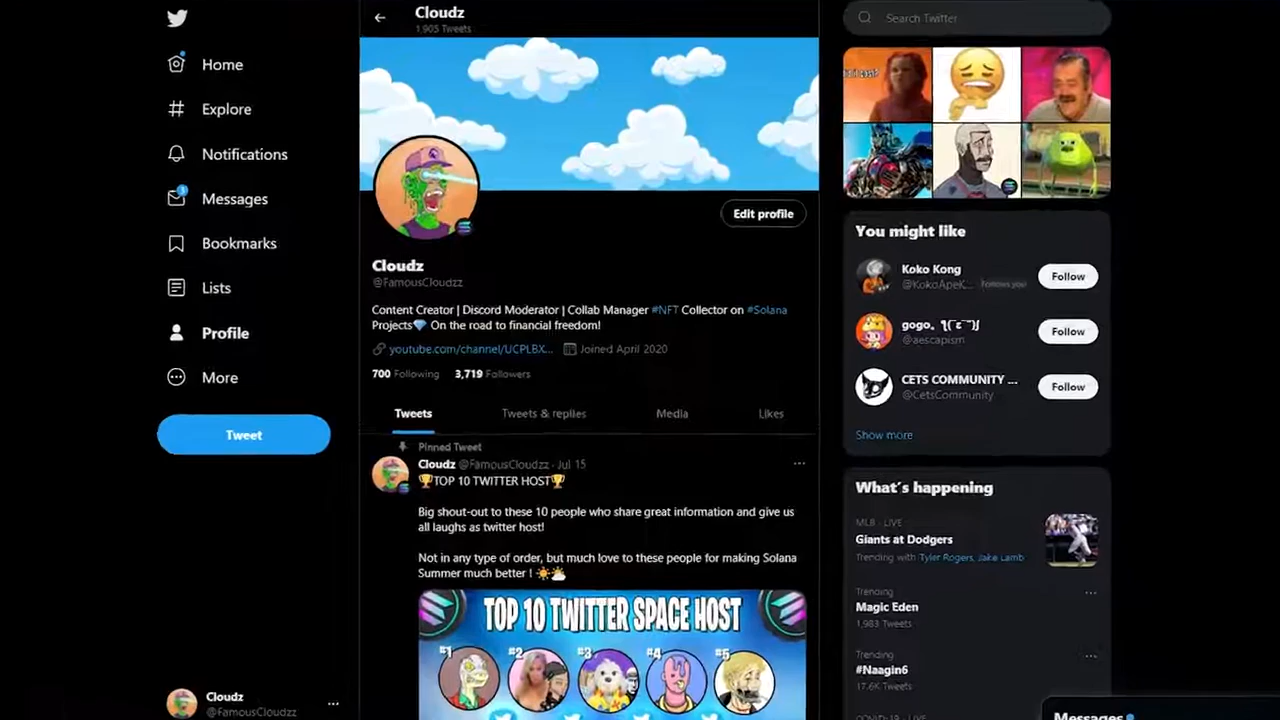 Home
Explore
Notifications
Messages
Bookmarks
Lists
Profile
More
Tweet
Cloudz
@FamousCloudzz
Cloudz
1,905 Tweets
Edit profile
Cloudz
@FamousCloudzz
Content Creator | Discord Moderator | Collab Manager #NFT Collector on #Solana
Projects💎 On the road to financial freedom!
youtube.com/channel/UCPLBX... Joined April 2020
700 Following 3,719 Followers
Tweets Tweets & replies Media Likes
Pinned Tweet
Cloudz @FamousCloudzz · Jul 15
🏆TOP 10 TWITTER HOST🏆
Big shout-out to these 10 people who share great information and give us
all laughs as twitter host!
Not in any type of order, but much love to these people for making Solana
Summer much better ! ☀️⛅
TOP 10 TWITTER SPACE HOST
#1 #2 #3 #4 #5
Search Twitter
You might like
Koko Kong
@KokoApeK... Follows you
Follow
gogo.
@aescapism
Follow
CETS COMMUNITY ...
@CetsCommunity
Follow
Show more
What's happening
MLB · LIVE
Giants at Dodgers
Trending with Tyler Rogers, Jake Lamb
Trending
Magic Eden
1,983 Tweets
Trending
#Naagin6
17.6K Tweets
COVID-19 · LIVE
Messages